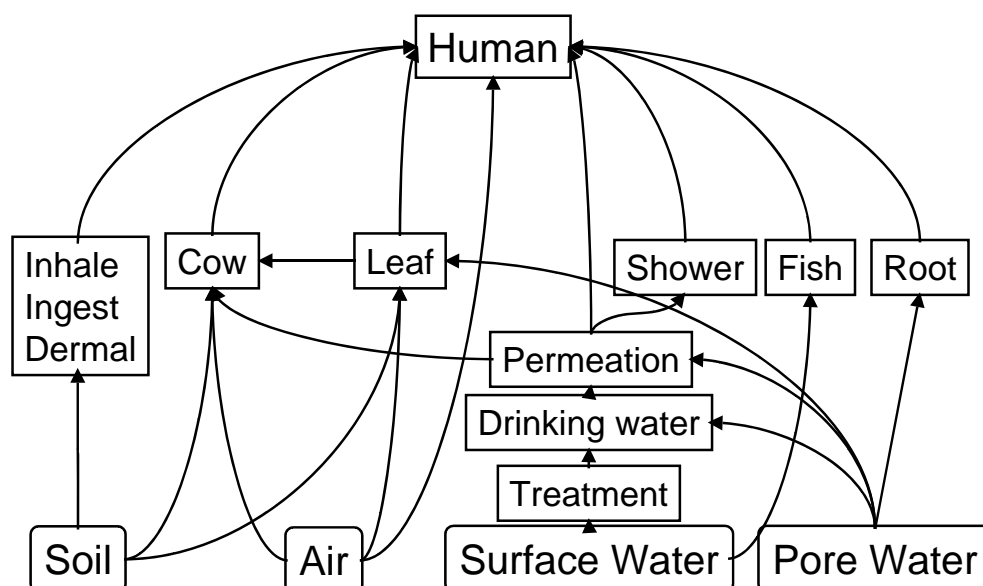 Human
Inhale
Ingest
Dermal
Cow
Leaf
Shower
Fish
Root
Permeation
Drinking water
Treatment
Soil
Air
Surface Water
Pore Water